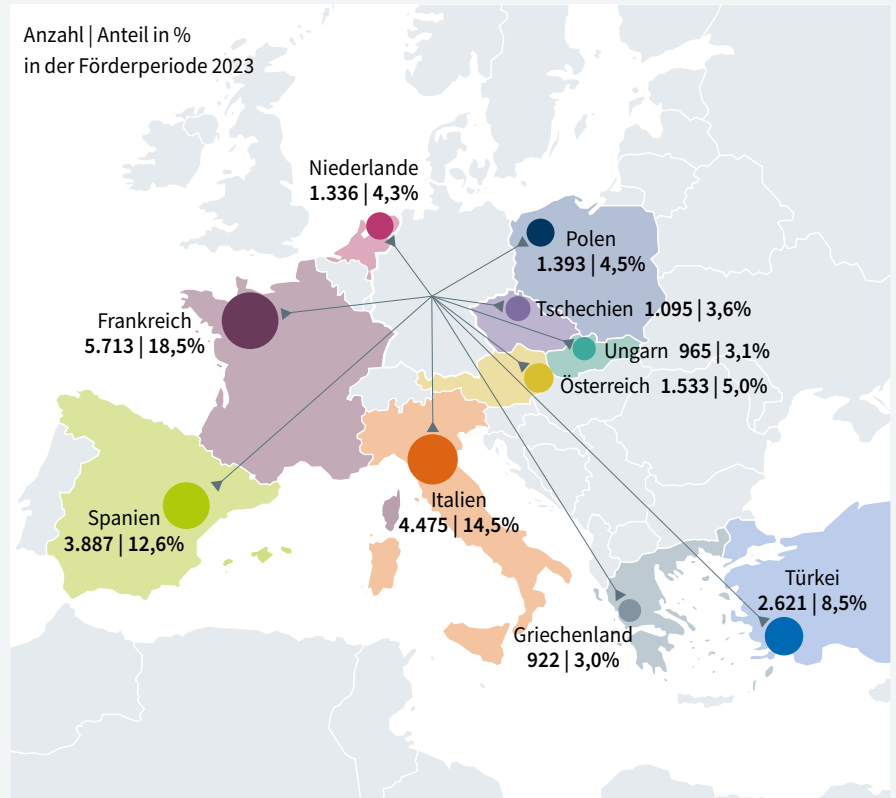 Anzahl | Anteil in %
in der Förderperiode 2023
Niederlande
1.336 | 4,3%
Polen
1.393 | 4,5%
Tschechien 1.095 | 3,6%
Frankreich
5.713 | 18,5%
Ungarn 965 | 3,1%
Österreich 1.533 | 5,0%
Italien
4.475 | 14,5%
Spanien
3.887 | 12,6%
Türkei
2.621 | 8,5%
Griechenland
922 | 3,0%